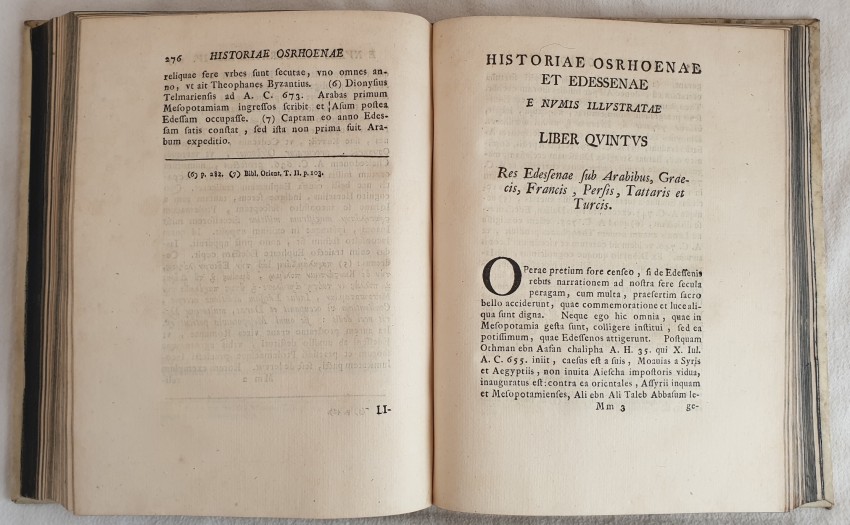 276 HISTORIAE OSRHOENAE
reliquae fere vrbes sunt secutae, vno omnes an-
no, vt ait Theophanes Byzantius. (6) Dionysius
Telmariensis ad A. C. 673. Arabas primum
Mesopotamiam ingressos scribit et Asum postea
Edessam occupasse. (7) Captam eo anno Edes-
sam satis constat, sed ista non prima fuit Ara-
bum expeditio.
(6) p. 282. (7) Bibl. Orient. T. II. p. 103.
LI-
HISTORIAE OSRHOENAE
ET EDESSENAE
E NVMIS ILLVSTRATAE
LIBER QVINTVS
Res Edessenae sub Arabibus, Grae-
cis, Francis, Persis, Tattaris et
Turcis.
OPerae pretium fore censeo, si de Edessenis
rebus narrationem ad nostra fere secula
peragam, cum multa, praesertim sacro
bello acciderunt, quae commemoratione et luce ali-
qua sunt digna. Neque ego hic omnia, quae in
Mesopotamia gesta sunt, colligere institui, sed ea
potissimum, quae Edessenos attigerunt. Postquam
Othman ebn Aafan chalipha A. H. 35. qui X. Iul.
A. C. 655. iniit, caesus est a suis, Moauias a Syris
et Aegyptiis, non inuita Aiescha impostoris vidua,
inauguratus est: contra ea orientales, Assyrii inquam
et Mesopotamienses, Ali ebn Ali Taleb Abbasum le-
Mm 3 ge-